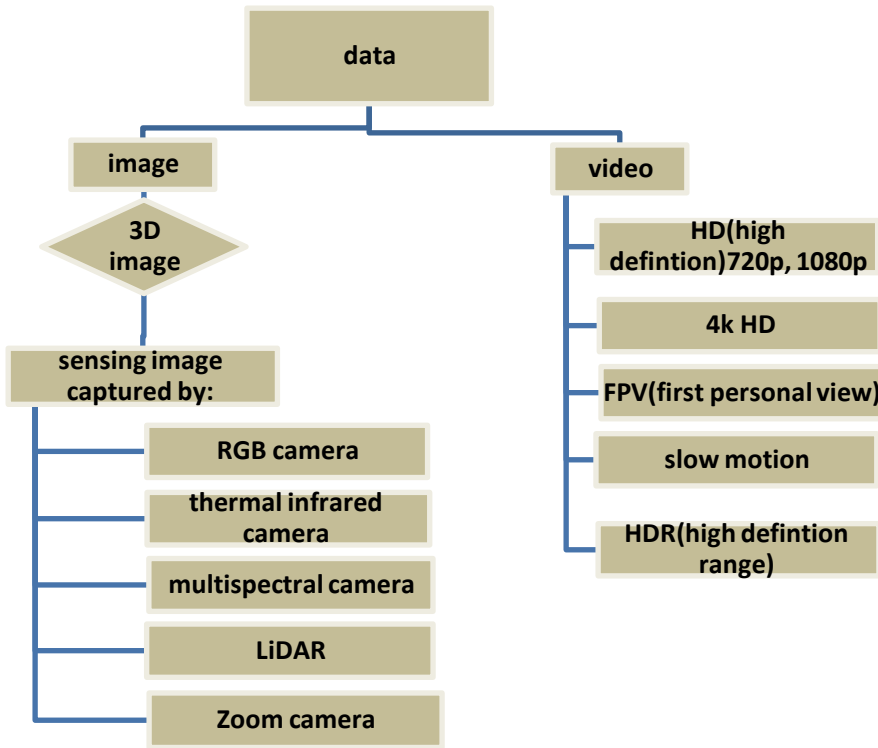 data
image
3D
image
sensing image
captured by:
RGB camera
thermal infrared
camera
multispectral camera
LiDAR
Zoom camera
video
HD(high
defintion)720p, 1080p
4k HD
FPV(first personal view)
slow motion
HDR(high defintion
range)